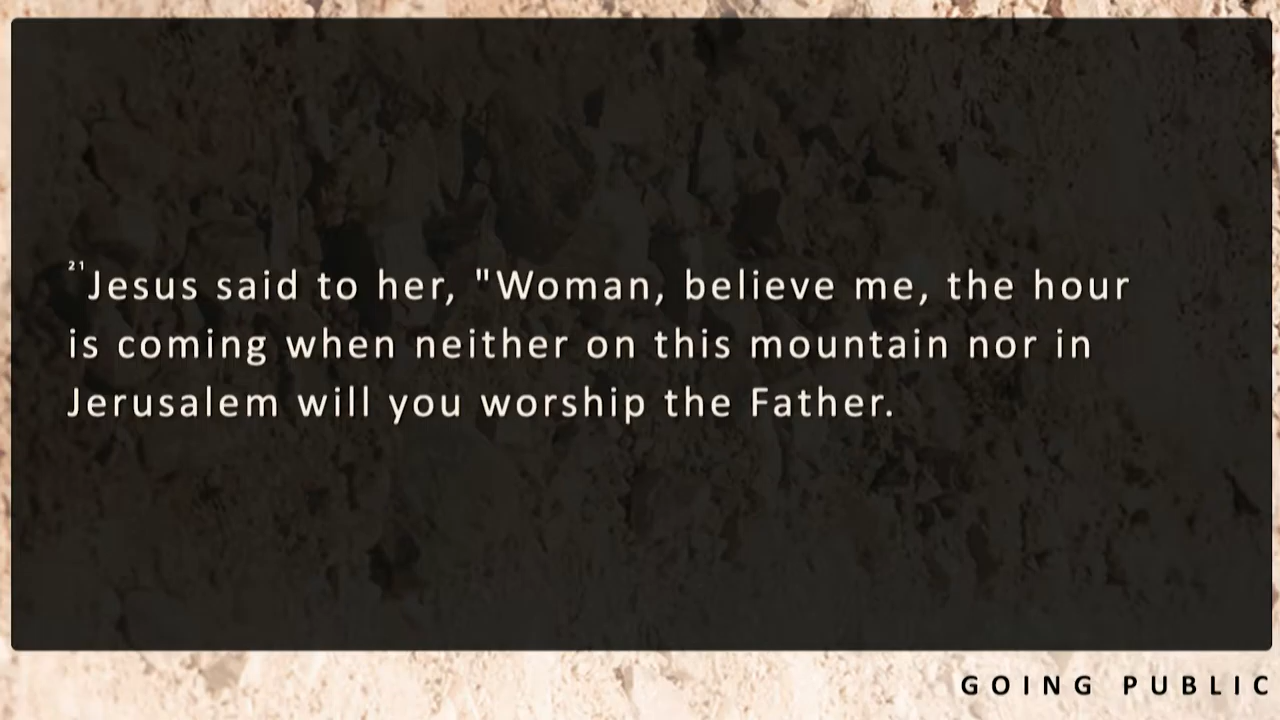 21Jesus said to her, "Woman, believe me, the hour
is coming when neither on this mountain nor in
Jerusalem will you worship the Father.
GOING PUBLIC